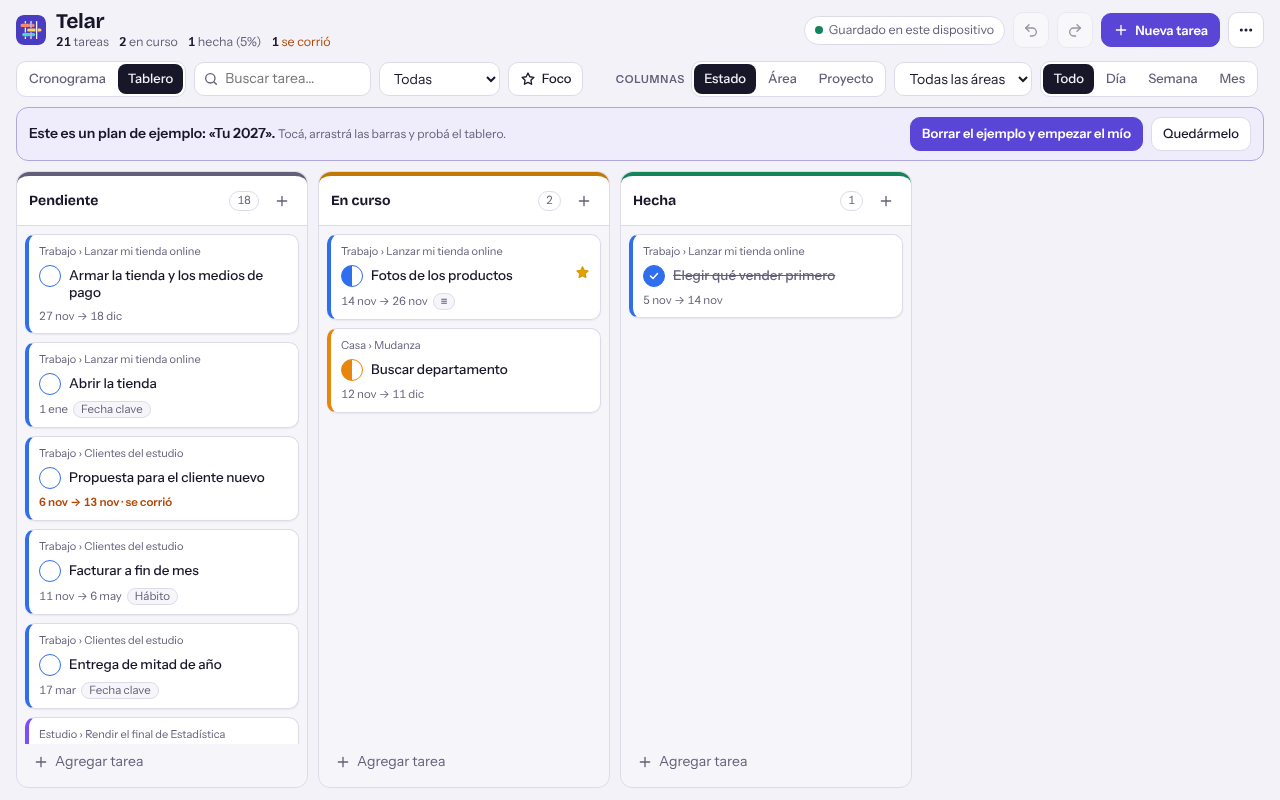 Telar
21 tareas 2 en curso 1 hecha (5%) 1 se corrió
Guardado en este dispositivo
Nueva tarea
Cronograma Tablero
Buscar tarea...
Todas
Foco
COLUMNAS
Estado Área Proyecto
Todas las áreas
Todo Día Semana Mes
Este es un plan de ejemplo: «Tu 2027». Tocá, arrastrá las barras y probá el tablero.
Borrar el ejemplo y empezar el mío
Quedármelo
Pendiente 18
Trabajo › Lanzar mi tienda online
Armar la tienda y los medios de
pago
27 nov → 18 dic
Trabajo › Lanzar mi tienda online
Abrir la tienda
1 ene Fecha clave
Trabajo › Clientes del estudio
Propuesta para el cliente nuevo
6 nov → 13 nov · se corrió
Trabajo › Clientes del estudio
Facturar a fin de mes
11 nov → 6 may Hábito
Trabajo › Clientes del estudio
Entrega de mitad de año
17 mar Fecha clave
Estudio › Rendir el final de Estadística
Agregar tarea
En curso 2
Trabajo › Lanzar mi tienda online
Fotos de los productos
14 nov → 26 nov
Casa › Mudanza
Buscar departamento
12 nov → 11 dic
Agregar tarea
Hecha 1
Trabajo › Lanzar mi tienda online
Elegir qué vender primero
5 nov → 14 nov
Agregar tarea